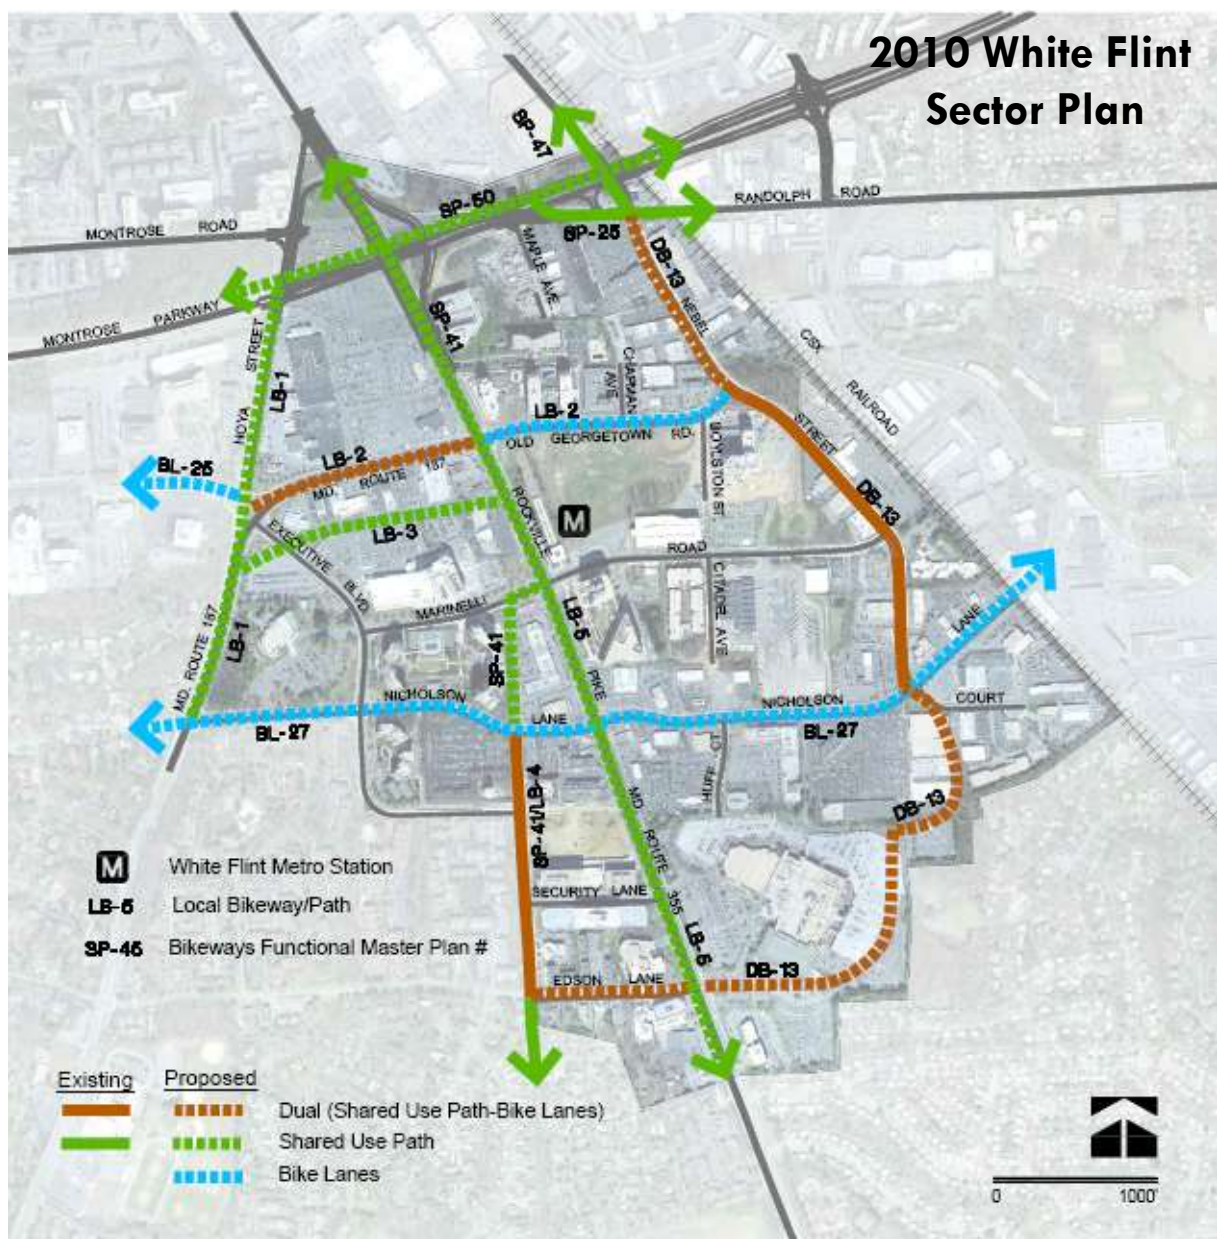 2010 White Flint
Sector Plan
SP-47
SP-50
RANDOLPH ROAD
MONTROSE ROAD
SP-25
MAPLE AVE.
DB-13
NEBEL
MONTROSE PARKWAY
SP-41
CSX
RAILROAD
HOYA STREET
LB-1
CHAPMAN
AVE
LB-2
OLD GEORGETOWN RD.
STREET
BOYLSTON ST.
BL-25
LB-2
MD. ROUTE 187
DB-13
ROCKVILLE
M
LB-3
EXECUTIVE BLVD
ROAD
MARINELLI
CITADEL AVE
LANE
LB-5
MD. ROUTE 187
LB-1
SP-41
PIKE
NICHOLSON
LANE
NICHOLSON
COURT
BL-27
BL-27
HUFF CT
MD. ROUTE 355
DB-13
SP-41/LB-4
M White Flint Metro Station
SECURITY LANE
LB-5 Local Bikeway/Path
LB-5
SP-45 Bikeways Functional Master Plan #
DB-13
EDSON LANE
Existing Proposed
Dual (Shared Use Path-Bike Lanes)
Shared Use Path
Bike Lanes
0 1000'